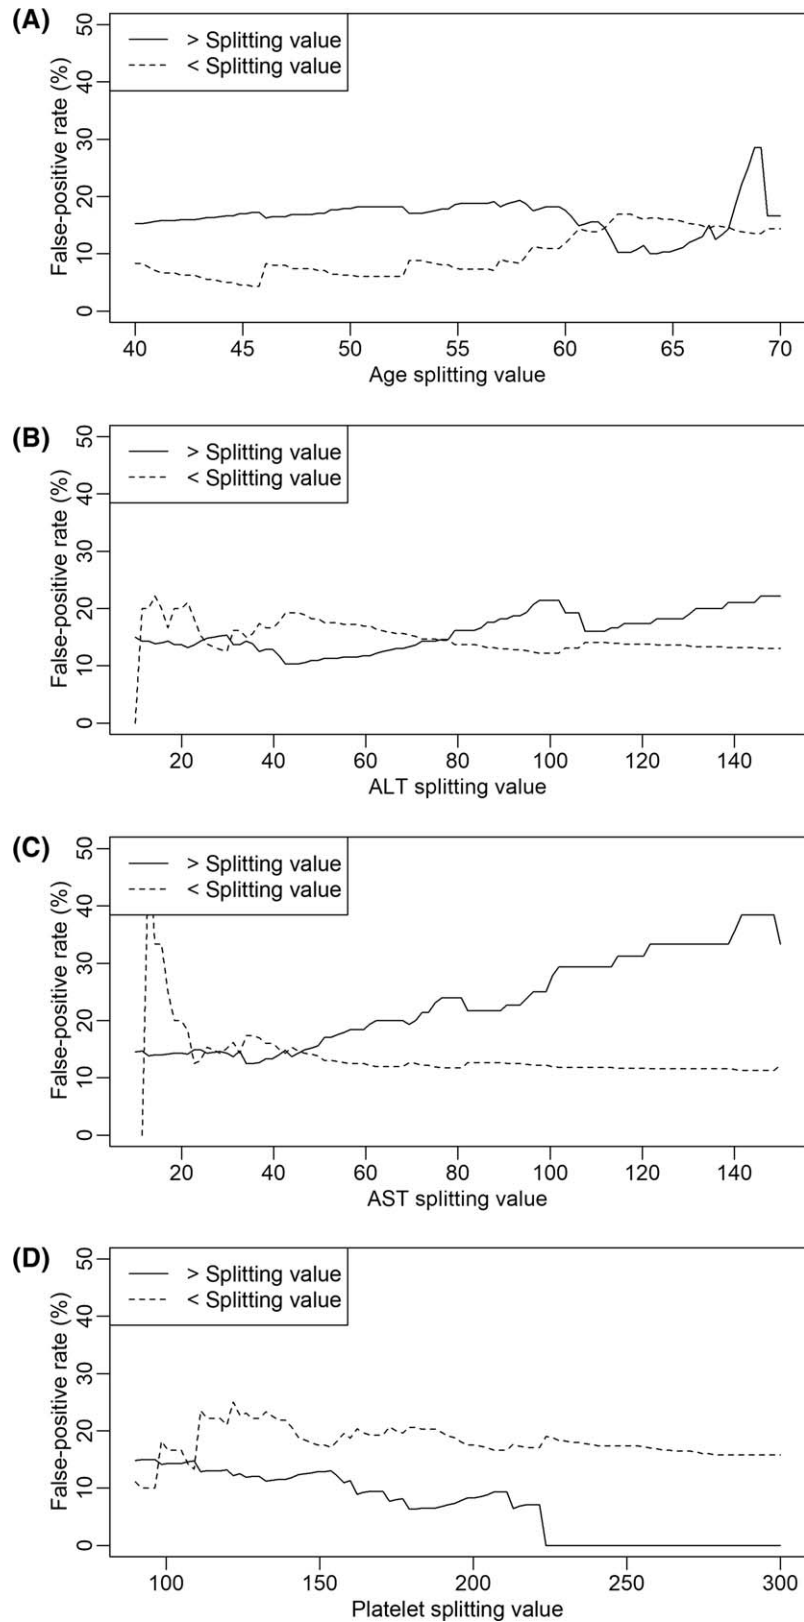 (A)
> Splitting value
< Splitting value
False-positive rate (%)
0 10 20 30 40 50
40 45 50 55 60 65 70
Age splitting value
(B)
> Splitting value
< Splitting value
False-positive rate (%)
0 10 20 30 40 50
20 40 60 80 100 120 140
ALT splitting value
(C)
> Splitting value
< Splitting value
False-positive rate (%)
0 10 20 30 40 50
20 40 60 80 100 120 140
AST splitting value
(D)
> Splitting value
< Splitting value
False-positive rate (%)
0 10 20 30 40 50
100 150 200 250 300
Platelet splitting value